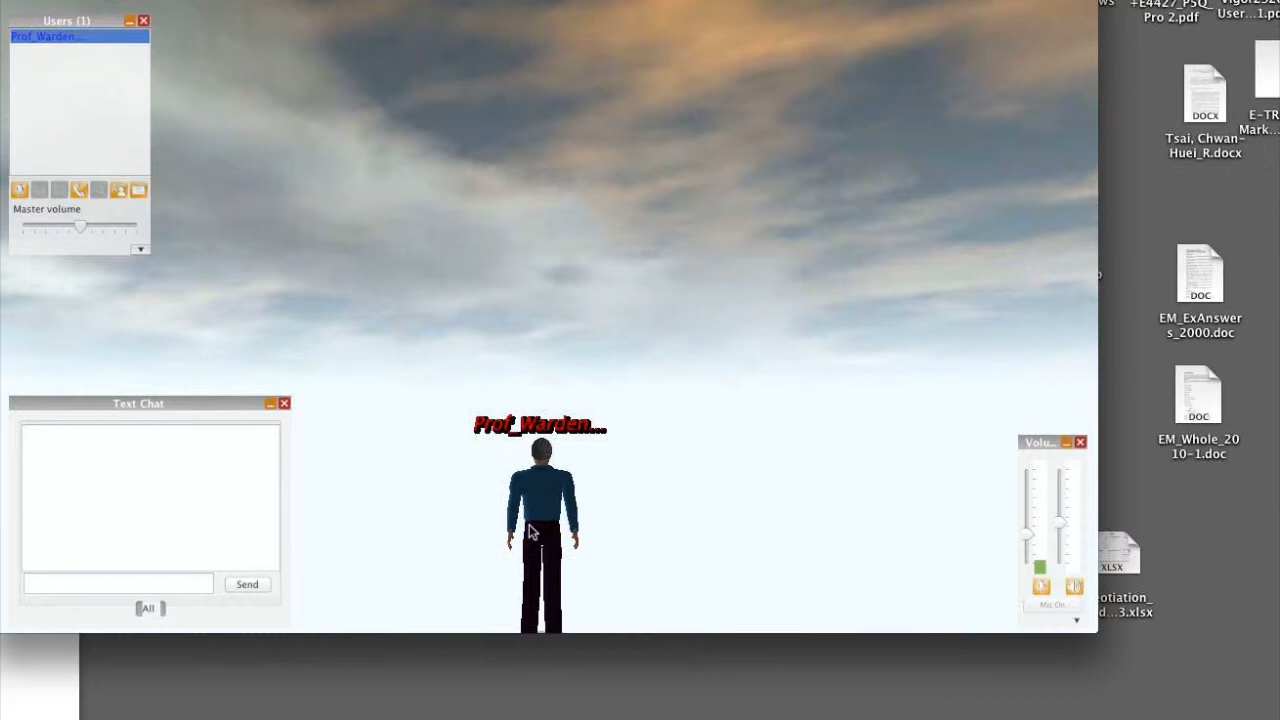 Users (1)
Prof_Warden...
Master volume
Text Chat
Send
All
Prof_Warden...
Volu...
Mic On
+E4427_PSQ_
Pro 2.pdf
User...1.pd
DOCX
Tsai, Chwan-
Huei_R.docx
E-TR
Mark...
DOC
EM_ExAnswer
s_2000.doc
DOC
EM_Whole_20
10-1.doc
XLSX
otiation_
d...3.xlsx